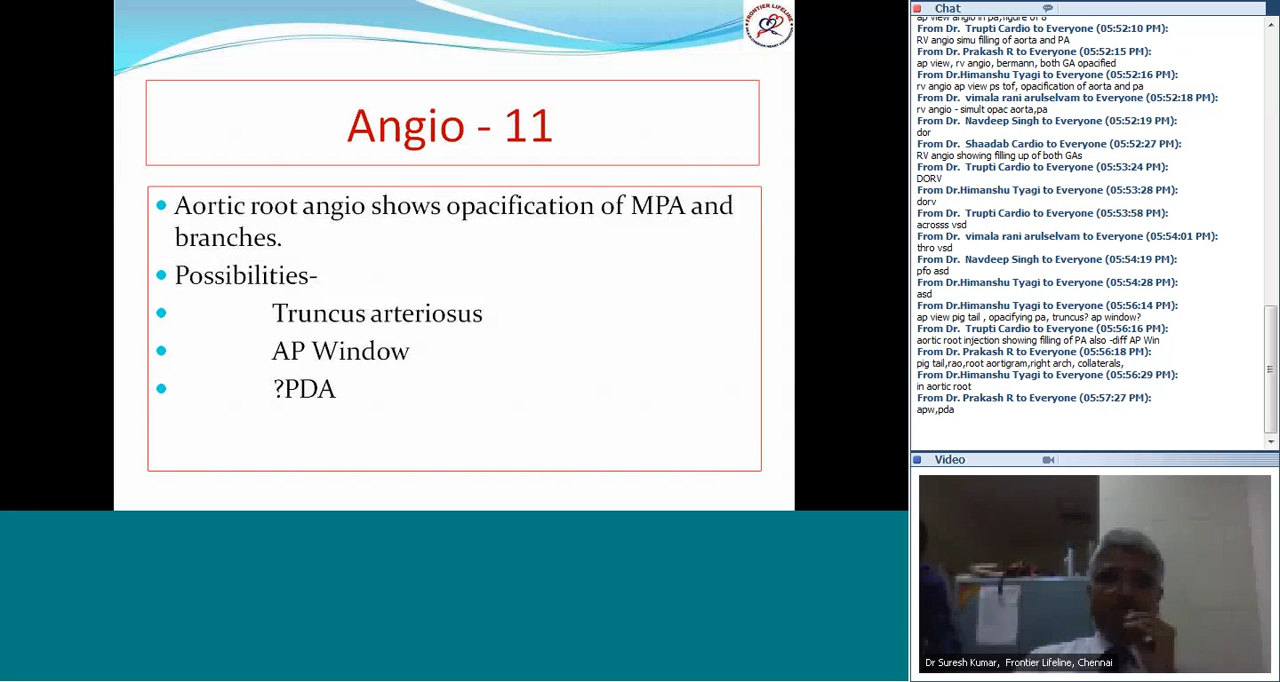 FRONTIER LIFELINE
Angio - 11
Aortic root angio shows opacification of MPA and
branches.
Possibilities-
Truncus arteriosus
AP Window
?PDA
Chat
ap view angio in pa,figure of 8
From Dr. Trupti Cardio to Everyone (05:52:10 PM):
RV angio simu filling of aorta and PA
From Dr. Prakash R to Everyone (05:52:15 PM):
ap view, rv angio, bermann, both GA opacified
From Dr.Himanshu Tyagi to Everyone (05:52:16 PM):
rv angio ap view ps tof, opacification of aorta and pa
From Dr. vimala rani arulselvam to Everyone (05:52:18 PM):
rv angio - simult opac aorta,pa
From Dr. Navdeep Singh to Everyone (05:52:19 PM):
dor
From Dr. Shaadab Cardio to Everyone (05:52:27 PM):
RV angio showing filling up of both GAs
From Dr. Trupti Cardio to Everyone (05:53:24 PM):
DORV
From Dr.Himanshu Tyagi to Everyone (05:53:28 PM):
dorv
From Dr. Trupti Cardio to Everyone (05:53:58 PM):
acrosss vsd
From Dr. vimala rani arulselvam to Everyone (05:54:01 PM):
thro vsd
From Dr. Navdeep Singh to Everyone (05:54:19 PM):
pfo asd
From Dr.Himanshu Tyagi to Everyone (05:54:28 PM):
asd
From Dr.Himanshu Tyagi to Everyone (05:56:14 PM):
ap view pig tail , opacifying pa, truncus? ap window?
From Dr. Trupti Cardio to Everyone (05:56:16 PM):
aortic root injection showing filling of PA also -diff AP Win
From Dr. Prakash R to Everyone (05:56:18 PM):
pig tail,rao,root aortigram,right arch, collaterals,
From Dr.Himanshu Tyagi to Everyone (05:56:29 PM):
in aortic root
From Dr. Prakash R to Everyone (05:57:27 PM):
apw,pda
Video
Dr Suresh Kumar, Frontier Lifeline, Chennai